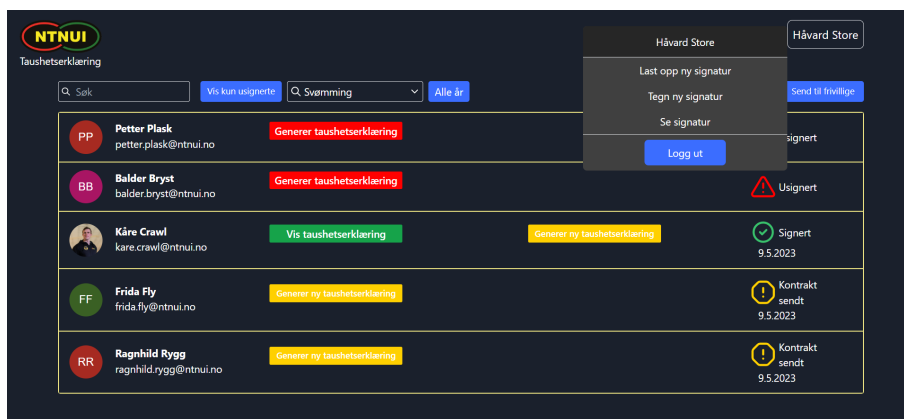 NTNUI
Håvard Store
Håvard Store
Taushetserklæring
Last opp ny signatur
Tegn ny signatur
Se signatur
Logg ut
Søk
Vis kun usignerte
Svømming
Alle år
Send til frivillige
PP
Petter Plask
petter.plask@ntnui.no
Generer taushetserklæring
signert
BB
Balder Bryst
balder.bryst@ntnui.no
Generer taushetserklæring
Usignert
Kåre Crawl
kare.crawl@ntnui.no
Vis taushetserklæring
Generer ny taushetserklæring
Signert
9.5.2023
FF
Frida Fly
frida.fly@ntnui.no
Generer ny taushetserklæring
Kontrakt
sendt
9.5.2023
RR
Ragnhild Rygg
ragnhild.rygg@ntnui.no
Generer ny taushetserklæring
Kontrakt
sendt
9.5.2023